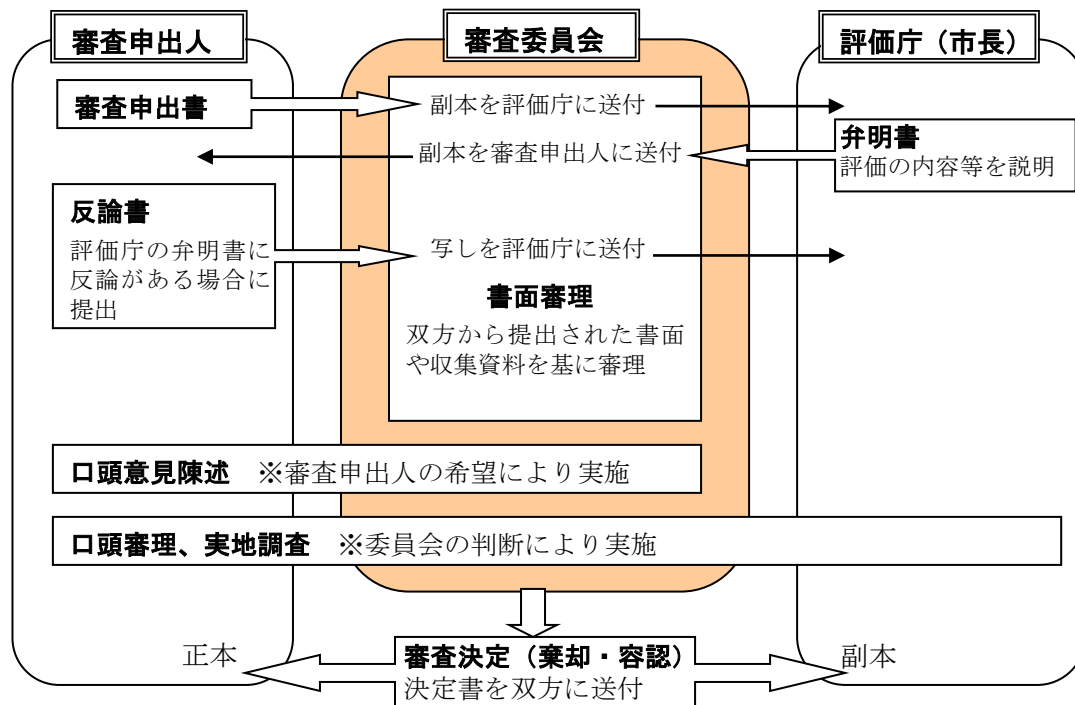 審査申出人
審査委員会
評価庁(市長)
審査申出書
副本を評価庁に送付
副本を審査申出人に送付
弁明書
評価の内容等を説明
反論書
評価庁の弁明書に
反論がある場合に
提出
写しを評価庁に送付
書面審理
双方から提出された書面
や収集資料を基に審理
口頭意見陳述 ※審査申出人の希望により実施
口頭審理、実地調査 ※委員会の判断により実施
正本
審査決定(棄却・容認)
決定書を双方に送付
副本